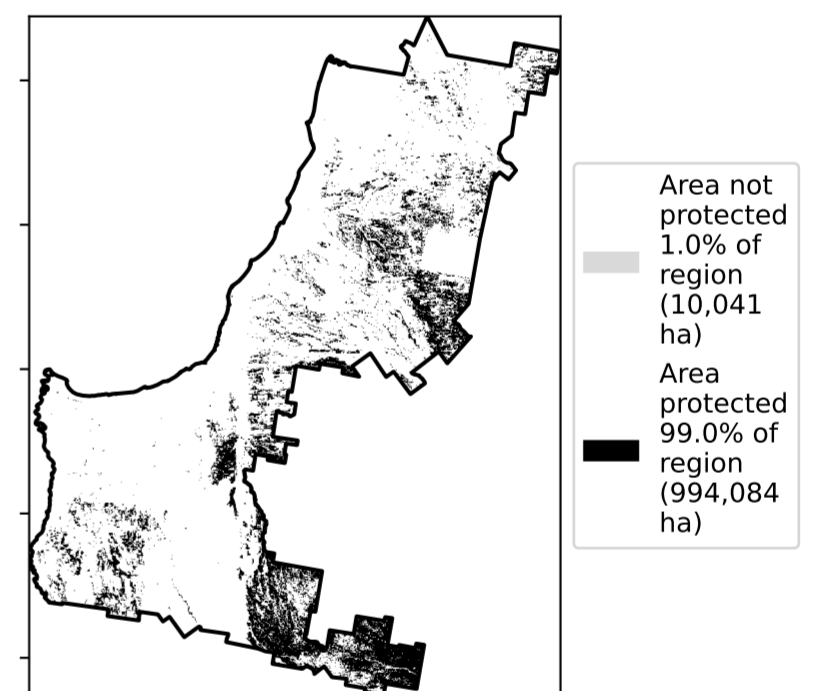 Area not
protected
1.0% of
region
(10,041
ha)
Area
protected
99.0% of
region
(994,084
ha)